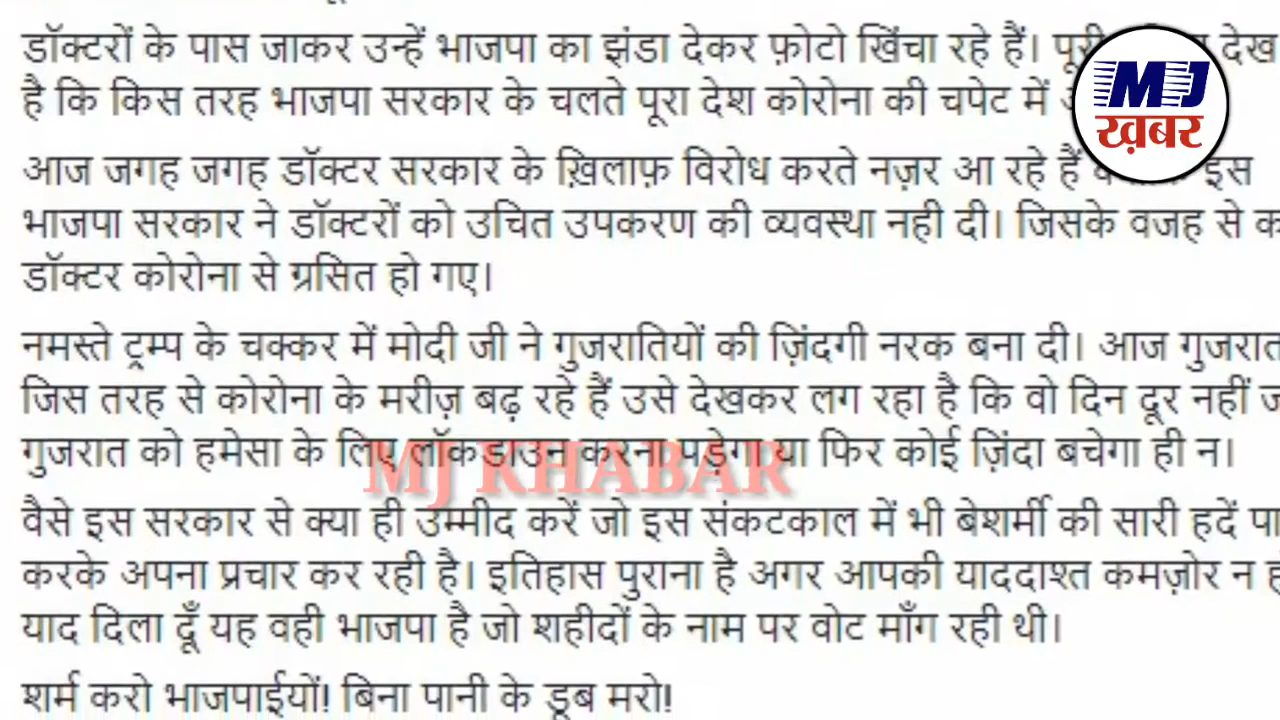 डॉक्टरों के पास जाकर उन्हें भाजपा का झंडा देकर फ़ोटो खिंचा रहे हैं। देख
है कि किस तरह भाजपा सरकार के चलते पूरा देश कोरोना की चपेट में
आज जगह जगह डॉक्टर सरकार के ख़िलाफ़ विरोध करते नज़र आ रहे हैं इस
भाजपा सरकार ने डॉक्टरों को उचित उपकरण की व्यवस्था नही दी। जिसके वजह से
डॉक्टर कोरोना से ग्रसित हो गए।
नमस्ते ट्रम्प के चक्कर में मोदी जी ने गुजरातियों की ज़िंदगी नरक बना दी। आज गुजरात
जिस तरह से कोरोना के मरीज़ बढ़ रहे हैं उसे देखकर लग रहा है कि वो दिन दूर नहीं
गुजरात को हमेसा के लिए लॉकडाउन करना पड़ेगा या फिर कोई ज़िंदा बचेगा ही न।
वैसे इस सरकार से क्या ही उम्मीद करें जो इस संकटकाल में भी बेशर्मी की सारी हदें
करके अपना प्रचार कर रही है। इतिहास पुराना है अगर आपकी याददाश्त कमज़ोर न
याद दिला दूँ यह वही भाजपा है जो शहीदों के नाम पर वोट माँग रही थी।
शर्म करो भाजपाईयों! बिना पानी के डूब मरो!
MJ
ख़बर
MJ KHABAR